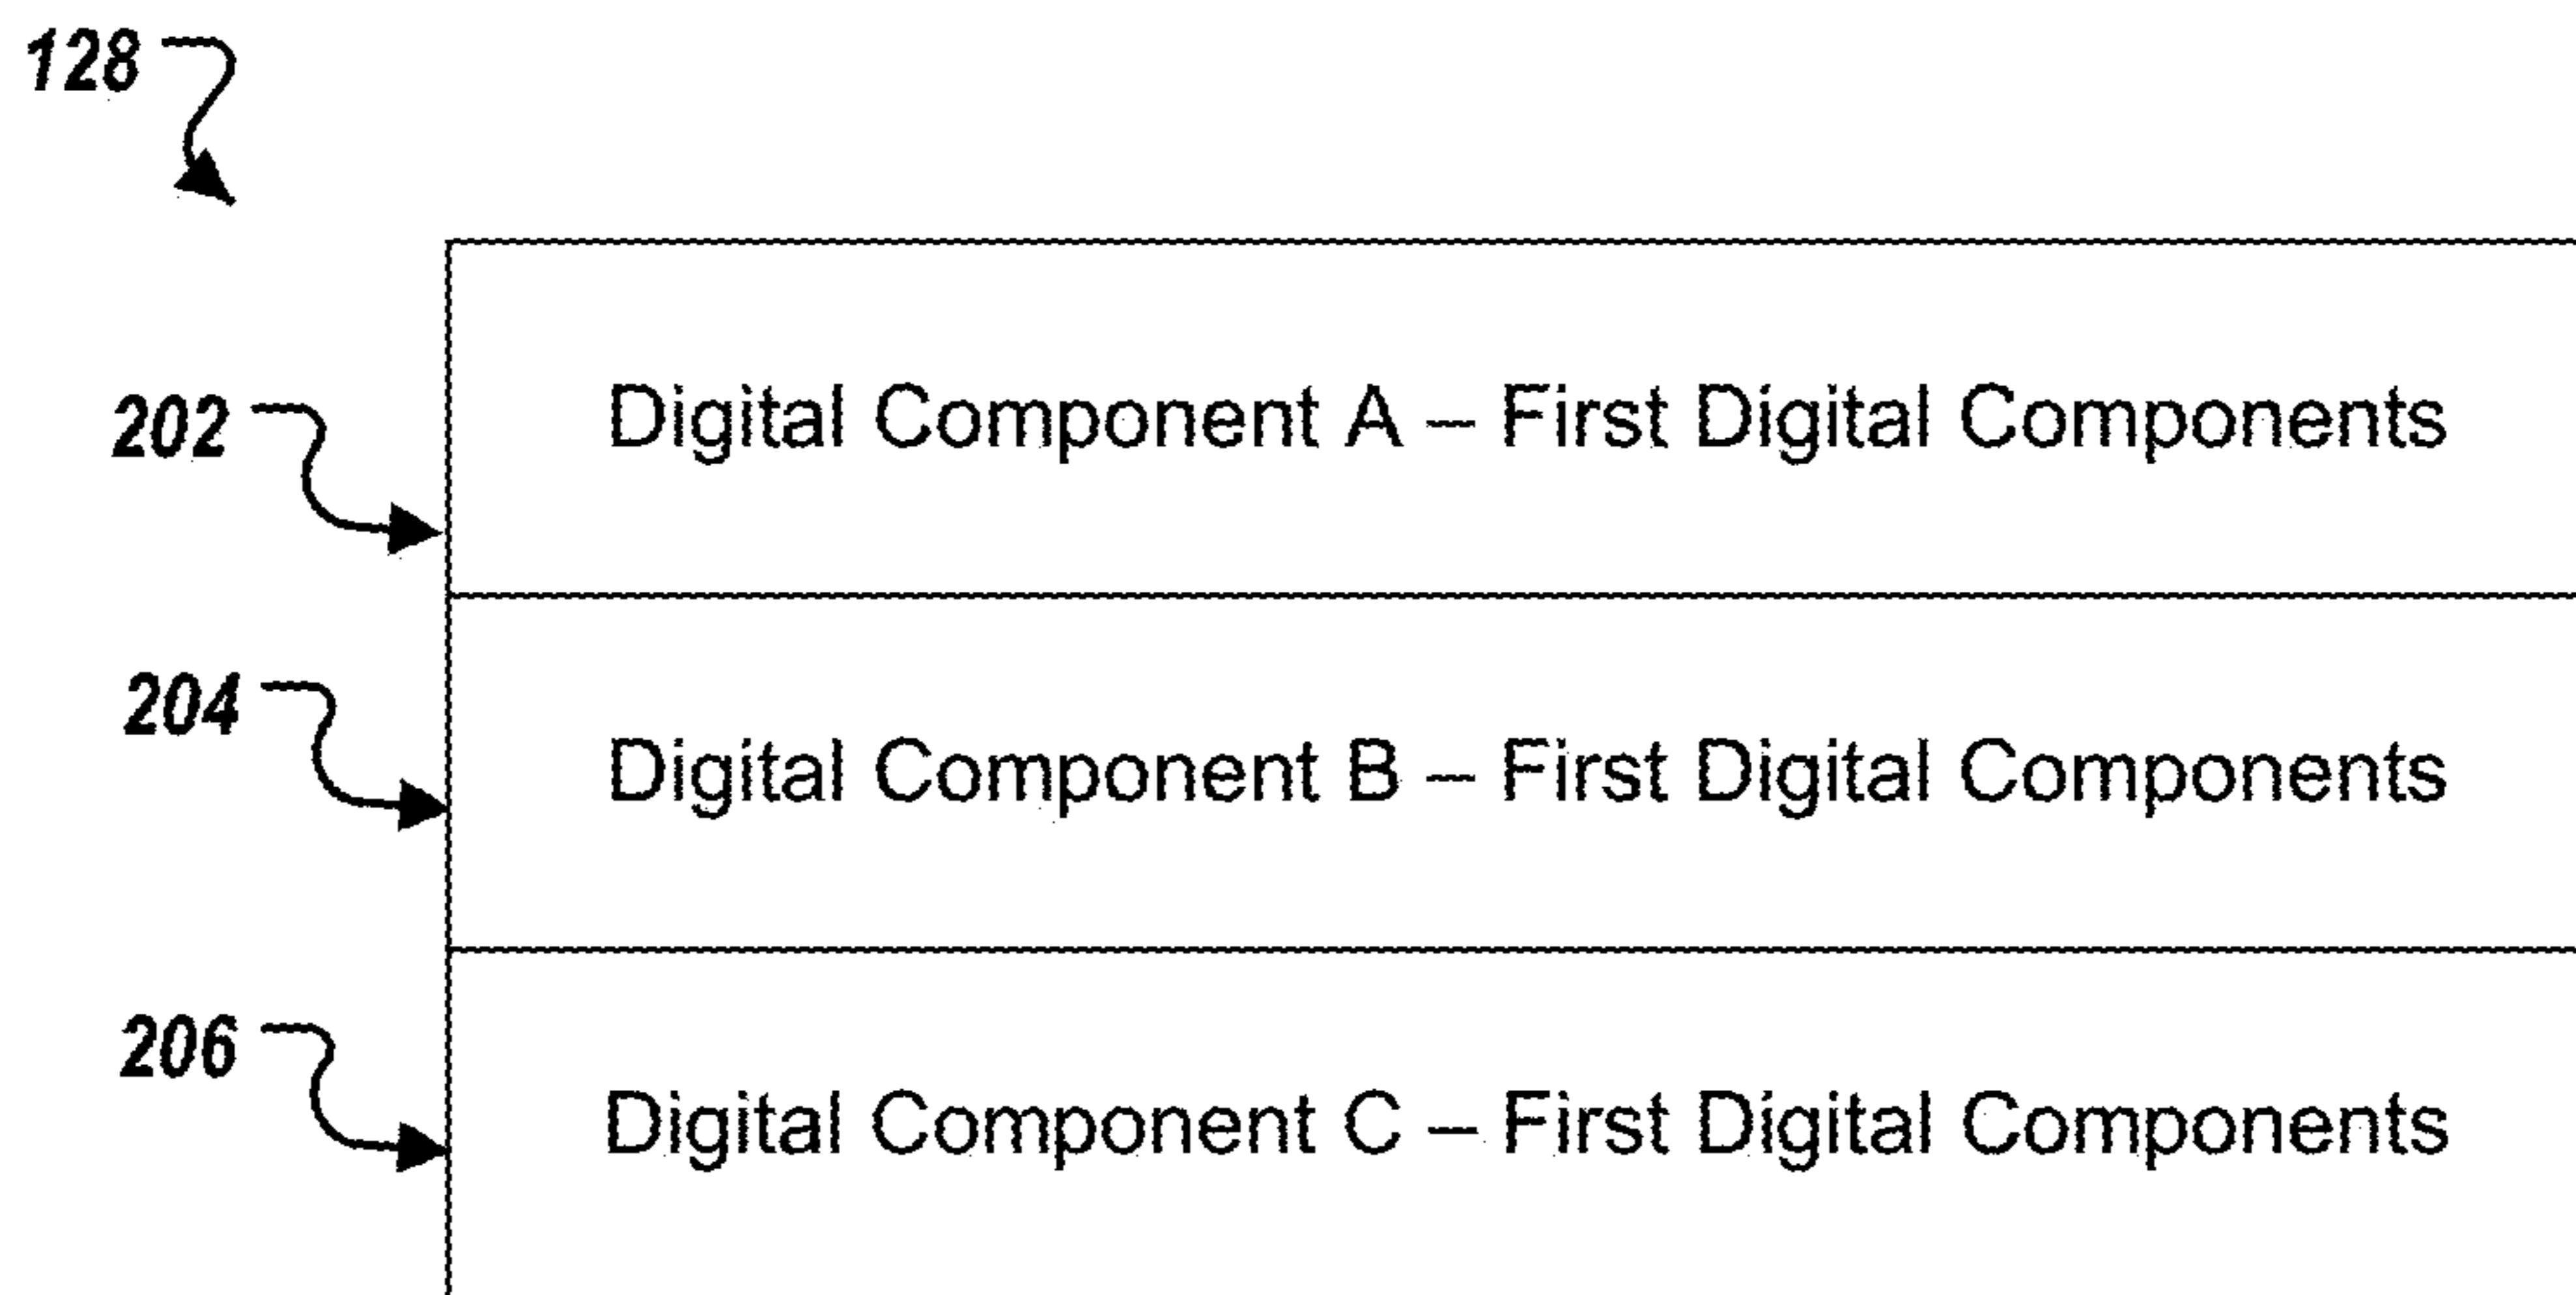 128
202
Digital Component A – First Digital Components
204
Digital Component B – First Digital Components
206
Digital Component C – First Digital Components